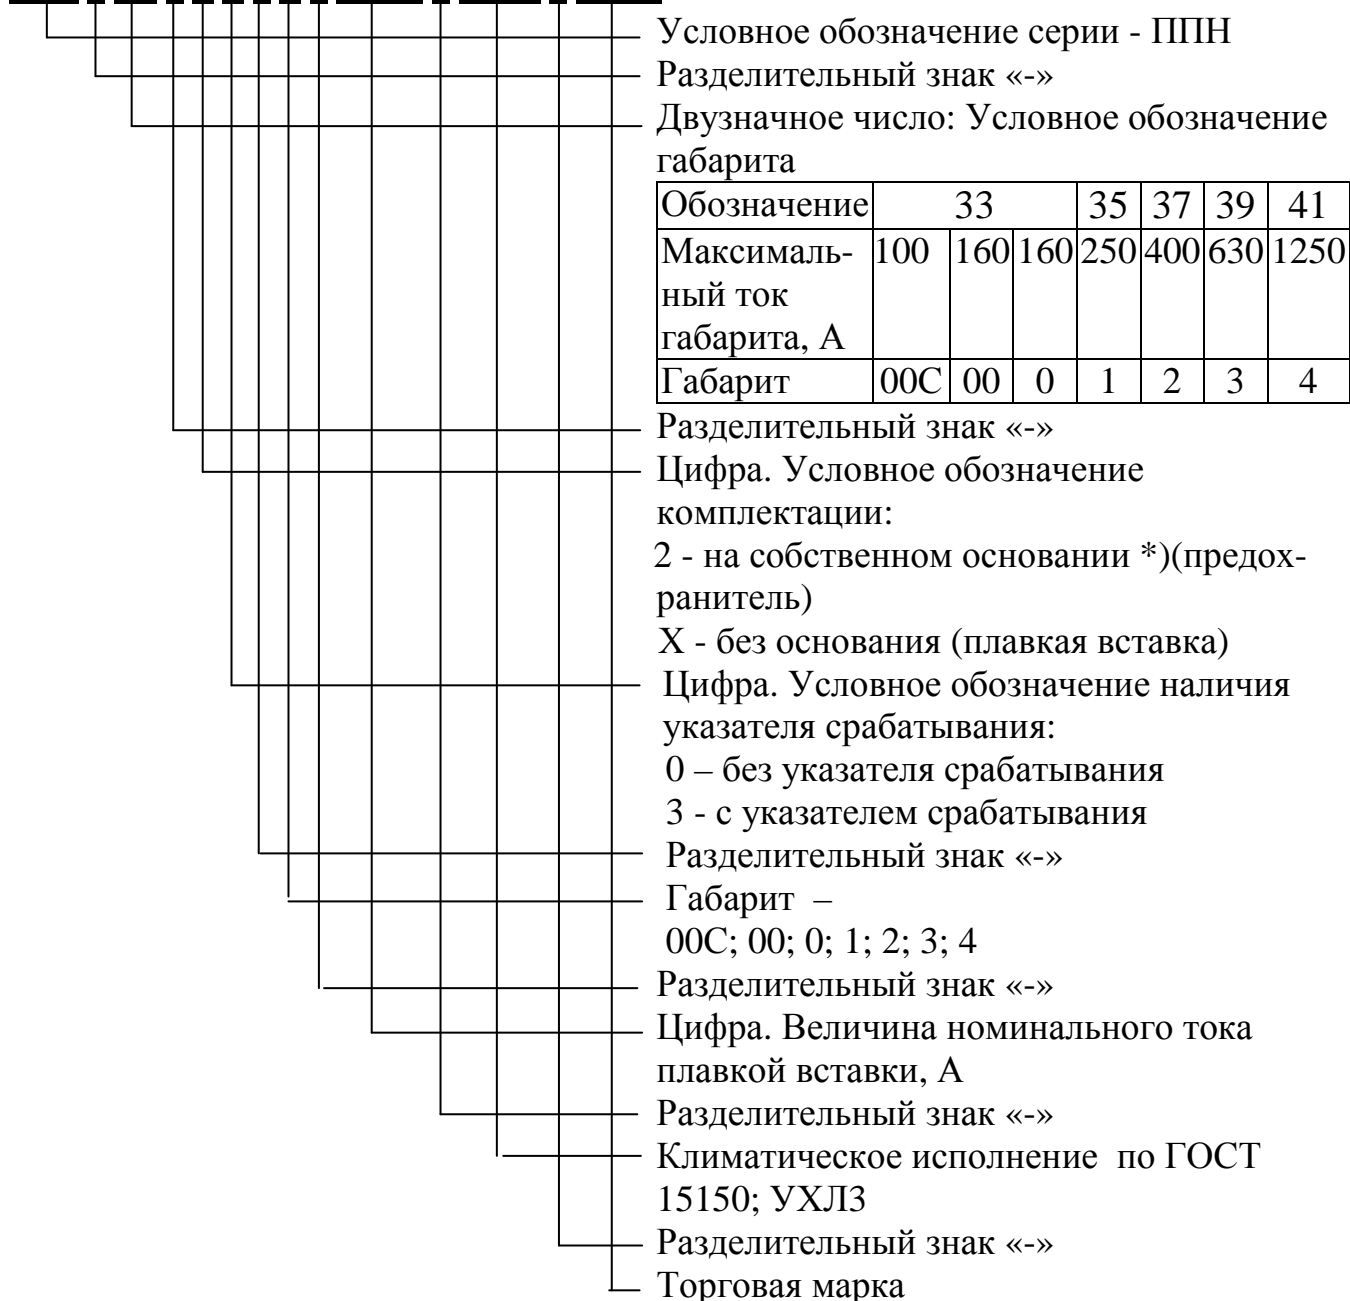 Условное обозначение серии - ППН
Разделительный знак «-»
Двузначное число: Условное обозначение
габарита
Обозначение 33 35 37 39 41
Максималь- 100 160 160 250 400 630 1250
ный ток
габарита, А
Габарит 00С 00 0 1 2 3 4
Разделительный знак «-»
Цифра. Условное обозначение
комплектации:
2 - на собственном основании *)(предох-
ранитель)
Х - без основания (плавкая вставка)
Цифра. Условное обозначение наличия
указателя срабатывания:
0 – без указателя срабатывания
3 - с указателем срабатывания
Разделительный знак «-»
Габарит –
00С; 00; 0; 1; 2; 3; 4
Разделительный знак «-»
Цифра. Величина номинального тока
плавкой вставки, А
Разделительный знак «-»
Климатическое исполнение по ГОСТ
15150; УХЛ3
Разделительный знак «-»
Торговая марка